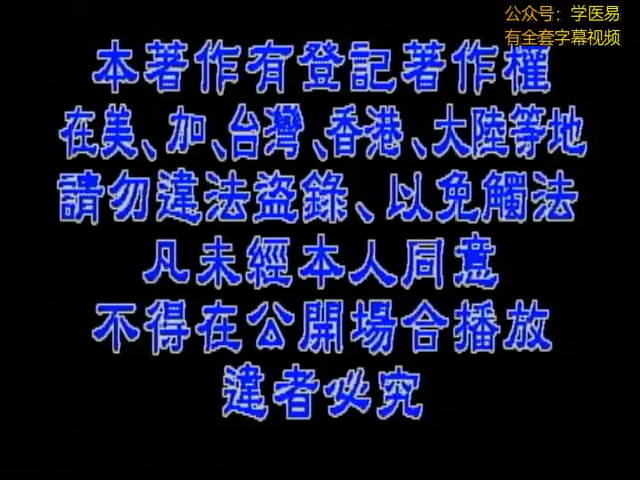 公众号：学医易
有全套字幕视频
本著作有登記著作權
在美、加、台灣、香港、大陸等地
請勿違法盜錄、以免觸法
凡未經本人同意
不得在公開場合播放
違者必究